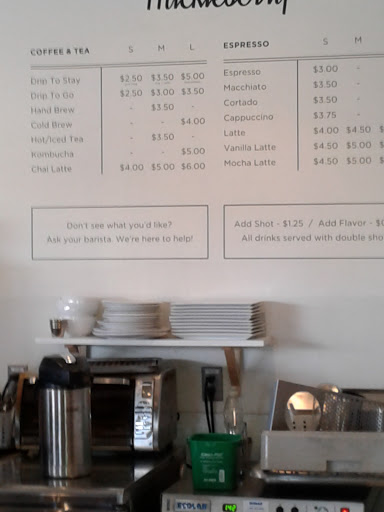 Huckleberry
COFFEE & TEA S M L
Drip To Stay $2.50 $3.50 $5.00
Drip To Go $2.50 $3.00 $3.50
Hand Brew - $3.50 -
Cold Brew - - $4.00
Hot/Iced Tea - $3.50 -
Kombucha - - $5.00
Chai Latte $4.00 $5.00 $6.00
Don't see what you'd like?
Ask your barista. We're here to help!
ESPRESSO S M
Espresso $3.00 -
Macchiato $3.50 -
Cortado $3.50 -
Cappuccino $3.75 -
Latte $4.00 $4.50 $
Vanilla Latte $4.50 $5.00 $
Mocha Latte $4.50 $5.00 $
Add Shot - $1.25 / Add Flavor - $
All drinks served with double sho
ECOLAB